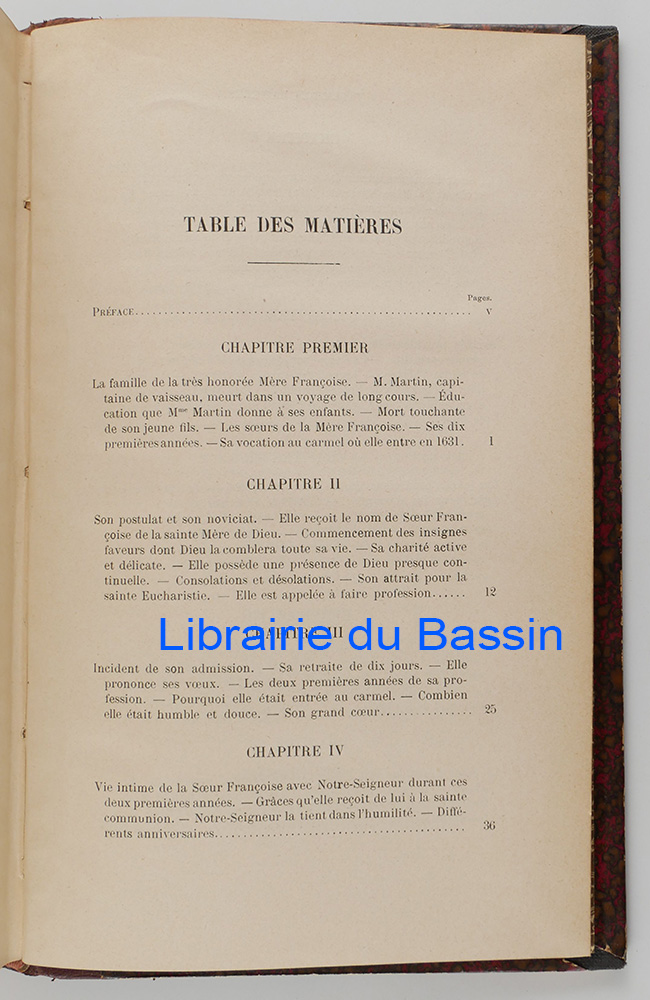 TABLE DES MATIÈRES
Pages.
PRÉFACE........................................................... V
CHAPITRE PREMIER
La famille de la très honorée Mère Françoise. — M. Martin, capi-
taine de vaisseau, meurt dans un voyage de long cours. — Édu-
cation que Mme Martin donne à ses enfants. — Mort touchante
de son jeune fils. — Les sœurs de la Mère Françoise. — Ses dix
premières années. — Sa vocation au carmel où elle entre en 1631. 1
CHAPITRE II
Son postulat et son noviciat. — Elle reçoit le nom de Sœur Fran-
çoise de la sainte Mère de Dieu. — Commencement des insignes
faveurs dont Dieu la comblera toute sa vie. — Sa charité active
et délicate. — Elle possède une présence de Dieu presque con-
tinuelle. — Consolations et désolations. — Son attrait pour la
sainte Eucharistie. — Elle est appelée à faire profession...... 12
CHAPITRE III
Librairie du Bassin
Incident de son admission. — Sa retraite de dix jours. — Elle
prononce ses vœux. — Les deux premières années de sa pro-
fession. — Pourquoi elle était entrée au carmel. — Combien
elle était humble et douce. — Son grand cœur................ 25
CHAPITRE IV
Vie intime de la Sœur Françoise avec Notre-Seigneur durant ces
deux premières années. — Grâces qu'elle reçoit de lui à la sainte
communion. — Notre-Seigneur la tient dans l'humilité. — Diffé-
rents anniversaires........................................ 36